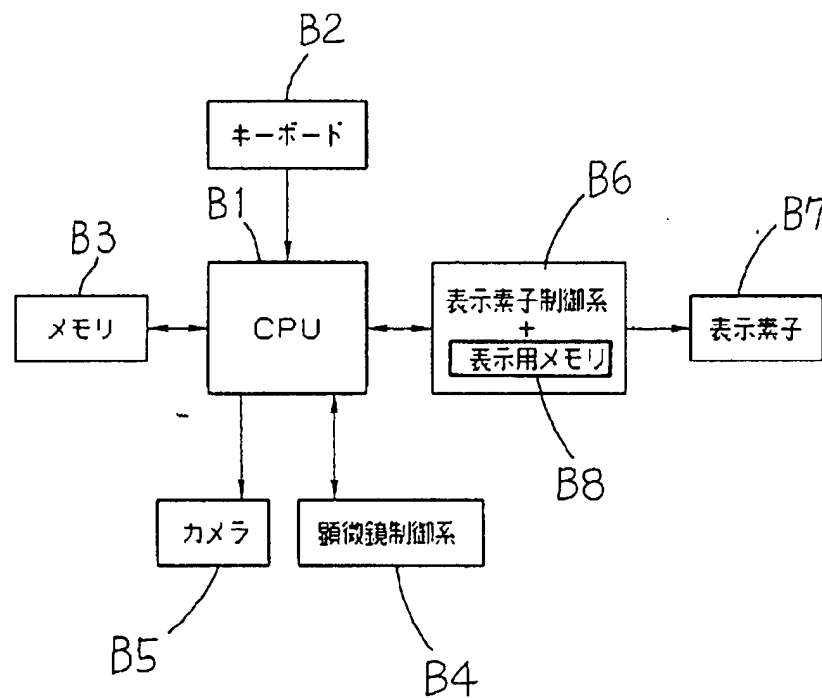 B2
キーボード
B1
B6
B7
B3
メモリ
CPU
表示素子制御系
+
表示用メモリ
表示素子
B8
カメラ
顕微鏡制御系
B5
B4